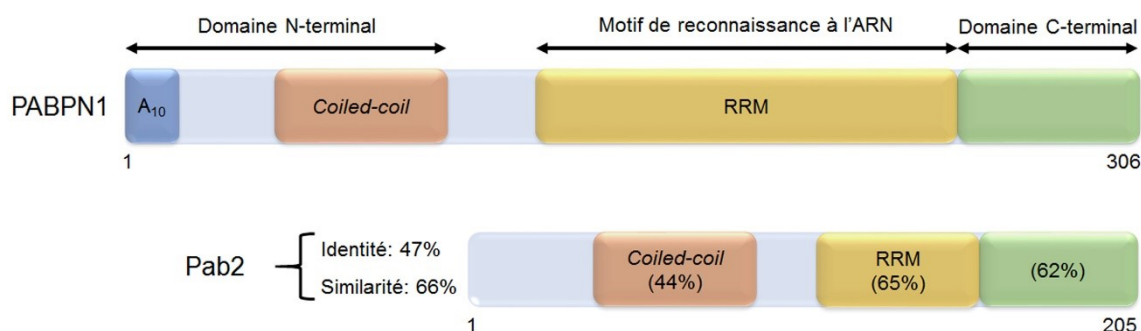 Domaine N-terminal
Motif de reconnaissance à l'ARN
Domaine C-terminal
PABPN1
A10
Coiled-coil
RRM
1
306
Pab2
Identité: 47%
Similarité: 66%
Coiled-coil
(44%)
RRM
(65%)
(62%)
1
205